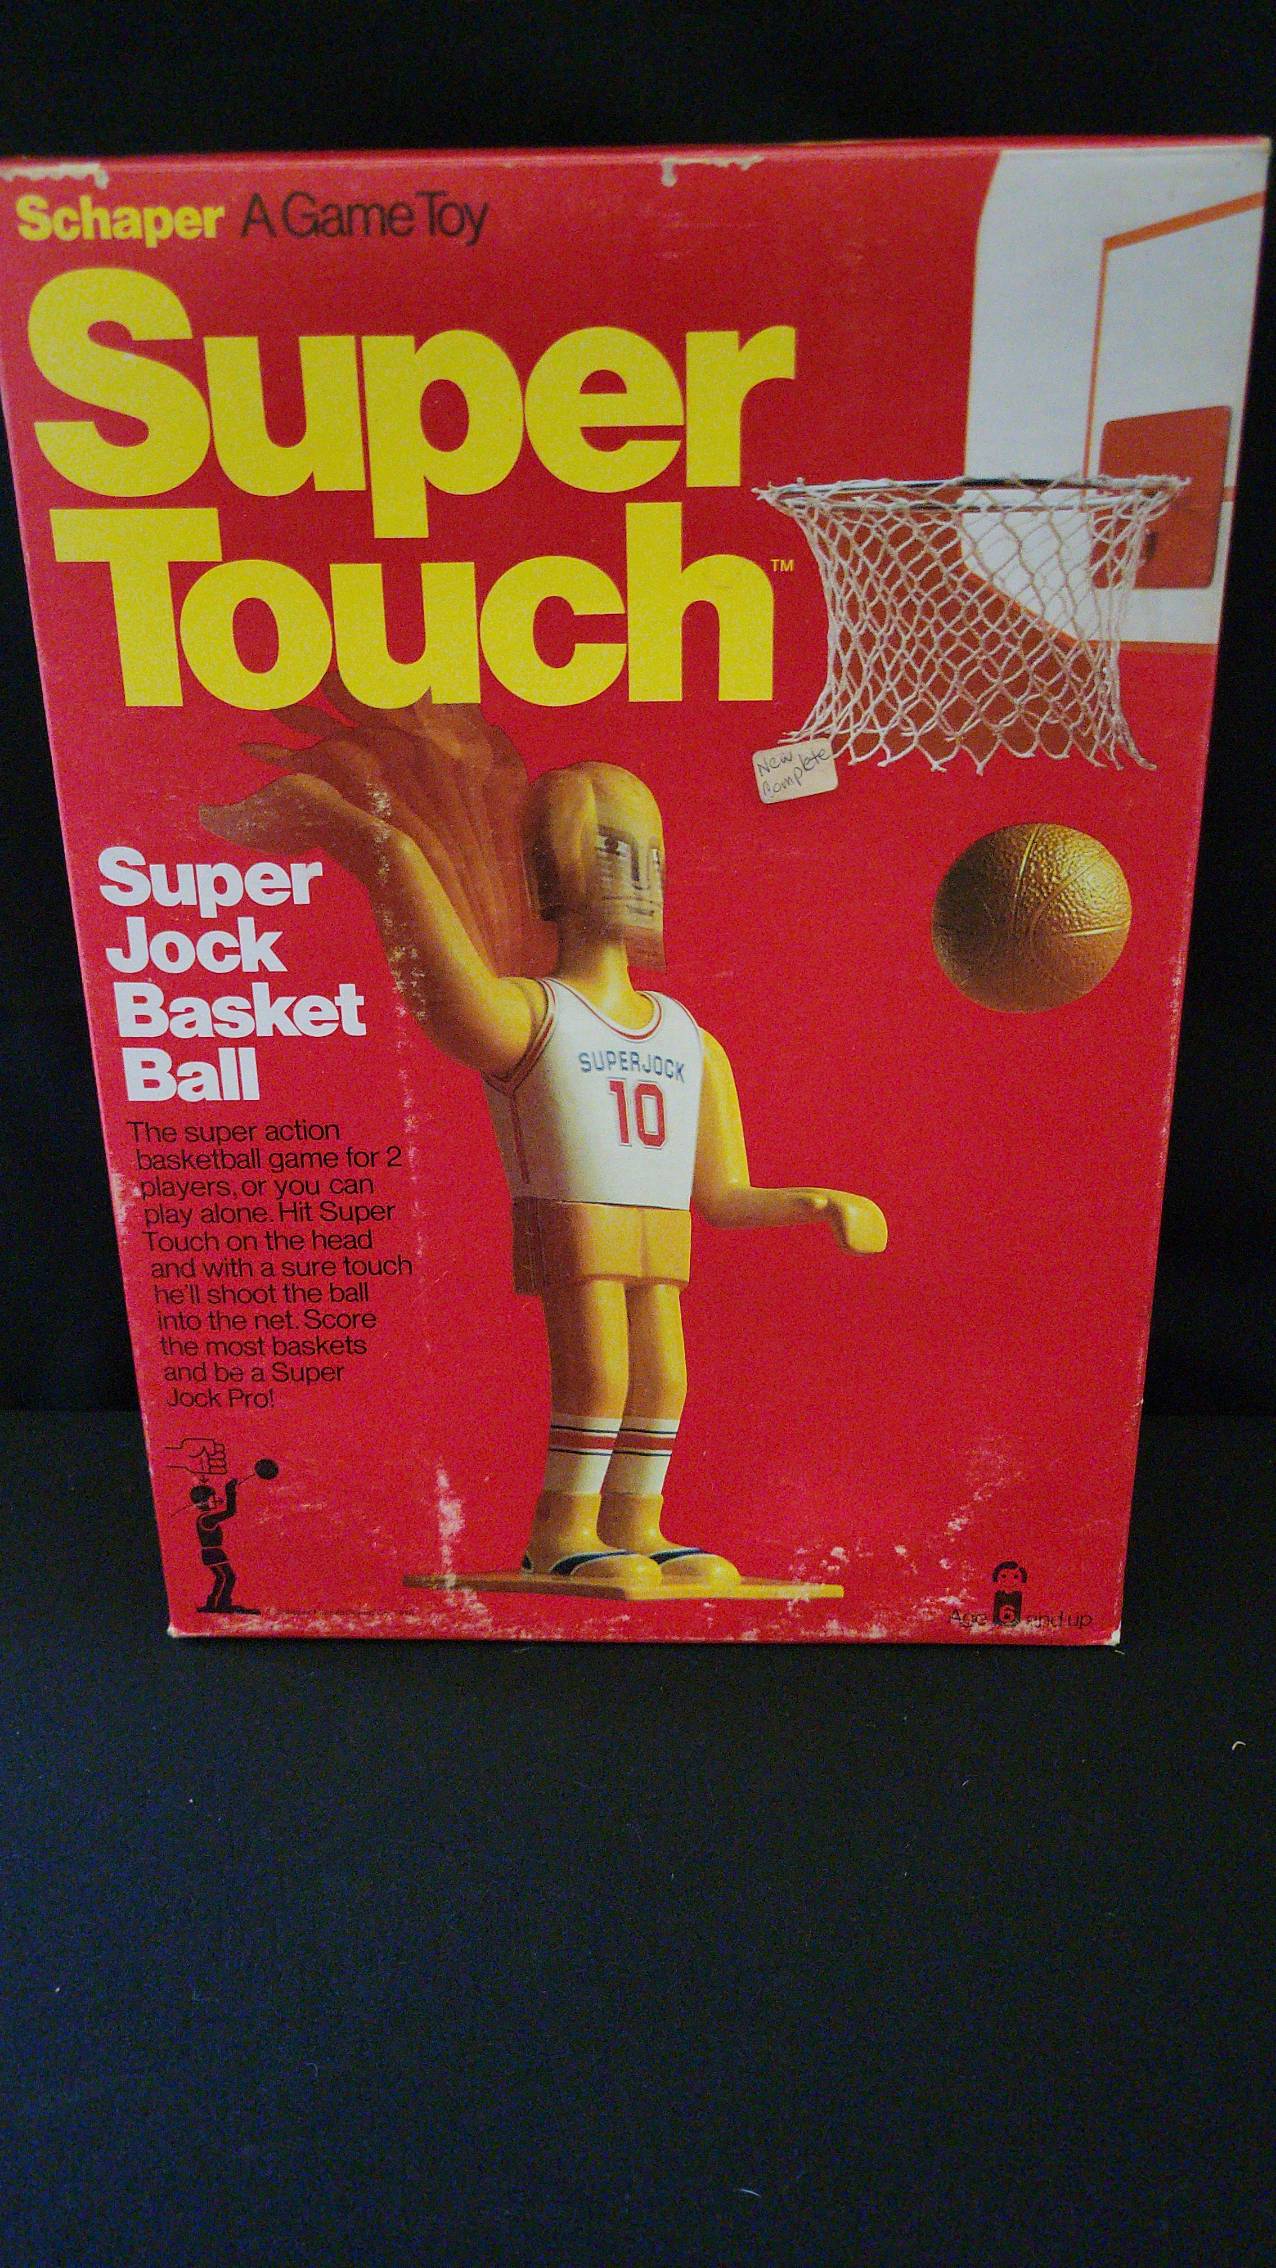 Schaper A Game Toy
Super
Touch™
New
Complete
Super
Jock
Basket
Ball
SUPERJOCK
10
The super action
basketball game for 2
players, or you can
play alone. Hit Super
Touch on the head
and with a sure touch
he'll shoot the ball
into the net. Score
the most baskets
and be a Super
Jock Pro!
Age 6 and up